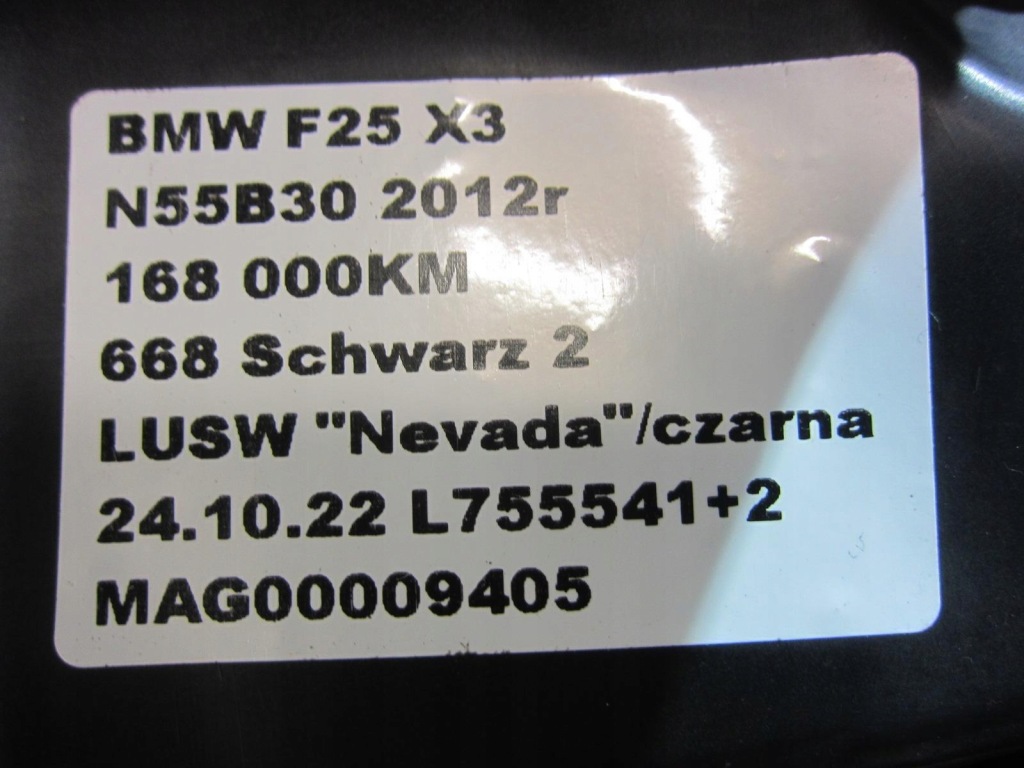 BMW F25 X3
N55B30 2012r
168 000KM
668 Schwarz 2
LUSW "Nevada"/czarna
24.10.22 L755541+2
MAG00009405